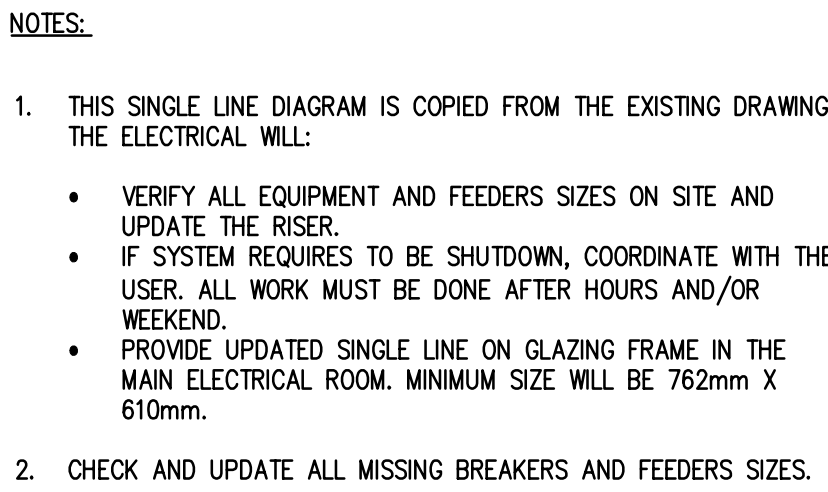 NOTES:
1. THIS SINGLE LINE DIAGRAM IS COPIED FROM THE EXISTING DRAWING
THE ELECTRICAL WILL:
• VERIFY ALL EQUIPMENT AND FEEDERS SIZES ON SITE AND
UPDATE THE RISER.
• IF SYSTEM REQUIRES TO BE SHUTDOWN, COORDINATE WITH THE
USER. ALL WORK MUST BE DONE AFTER HOURS AND/OR
WEEKEND.
• PROVIDE UPDATED SINGLE LINE ON GLAZING FRAME IN THE
MAIN ELECTRICAL ROOM. MINIMUM SIZE WILL BE 762mm X
610mm.
2. CHECK AND UPDATE ALL MISSING BREAKERS AND FEEDERS SIZES.